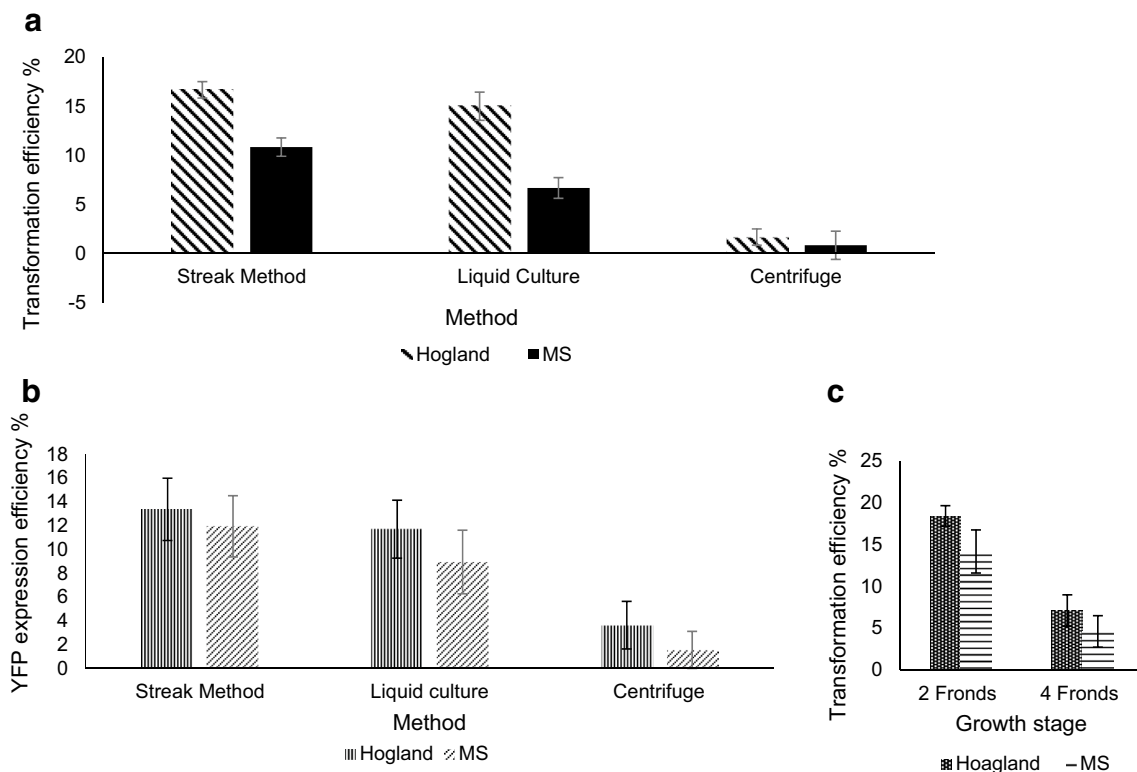 a
Transformation efficiency %
20
15
10
5
0
-5
Streak Method Liquid Culture Centrifuge
Method
Hogland MS
b
YFP expression efficiency %
18
16
14
12
10
8
6
4
2
0
Streak Method Liquid culture Centrifuge
Method
Hogland MS
c
Transformation efficiency %
25
20
15
10
5
0
2 Fronds 4 Fronds
Growth stage
Hoagland MS